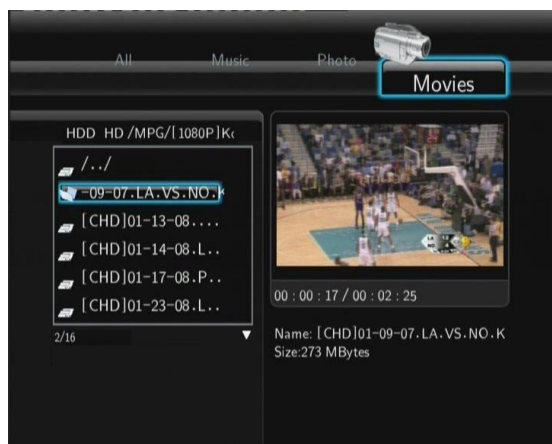 All Music Photo Movies
HDD HD/MPG/[1080P]K
/../
-09-07.LA.VS.NO.K
[CHD]01-13-08....
[CHD]01-14-08.L..
[CHD]01-17-08.P..
[CHD]01-23-08.L..
2/16
00 : 00 : 17 / 00 : 02 : 25
Name: [CHD]01-09-07.LA.VS.NO.K
Size:273 MBytes